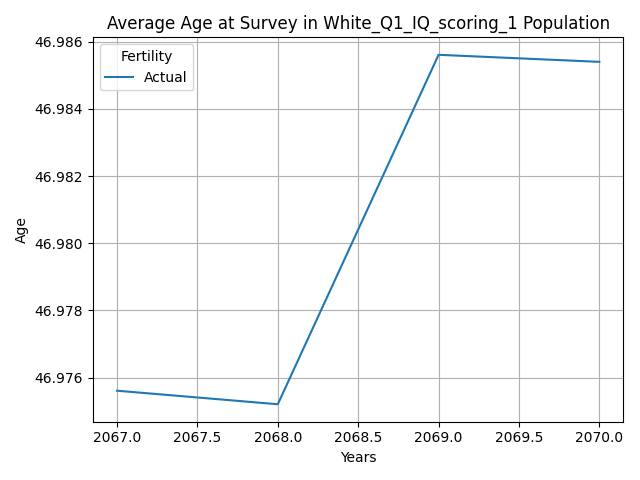 Average Age at Survey in White_Q1_IQ_scoring_1 Population
46.986
46.984
46.982
46.980
46.978
46.976
Age
Fertility
Actual
2067.0 2067.5 2068.0 2068.5 2069.0 2069.5 2070.0
Years